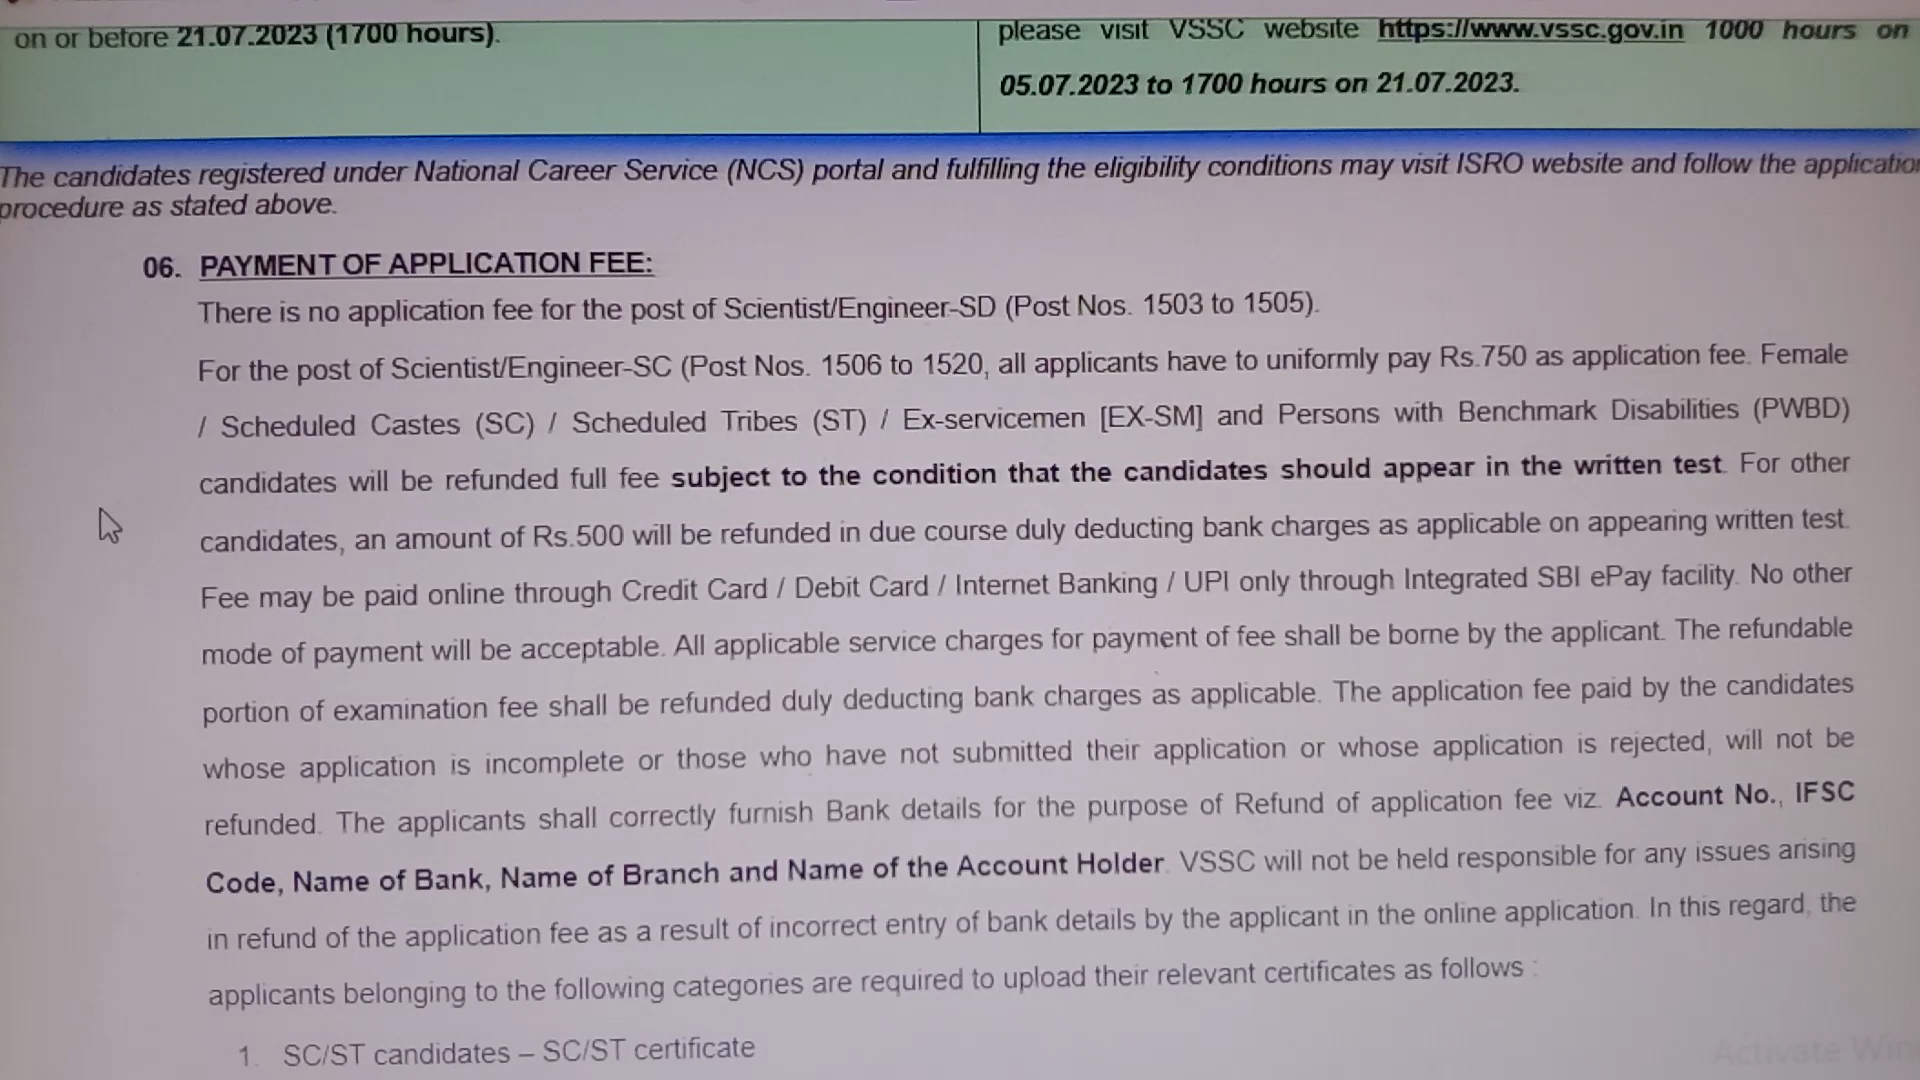 on or before 21.07.2023 (1700 hours).
please visit VSSC website https://www.vssc.gov.in 1000 hours on
05.07.2023 to 1700 hours on 21.07.2023.
The candidates registered under National Career Service (NCS) portal and fulfilling the eligibility conditions may visit ISRO website and follow the application
procedure as stated above.
06. PAYMENT OF APPLICATION FEE:
There is no application fee for the post of Scientist/Engineer-SD (Post Nos. 1503 to 1505).
For the post of Scientist/Engineer-SC (Post Nos. 1506 to 1520, all applicants have to uniformly pay Rs.750 as application fee. Female
/ Scheduled Castes (SC) / Scheduled Tribes (ST) / Ex-servicemen [EX-SM] and Persons with Benchmark Disabilities (PWBD)
candidates will be refunded full fee subject to the condition that the candidates should appear in the written test. For other
candidates, an amount of Rs.500 will be refunded in due course duly deducting bank charges as applicable on appearing written test.
Fee may be paid online through Credit Card / Debit Card / Internet Banking / UPI only through Integrated SBI ePay facility. No other
mode of payment will be acceptable. All applicable service charges for payment of fee shall be borne by the applicant. The refundable
portion of examination fee shall be refunded duly deducting bank charges as applicable. The application fee paid by the candidates
whose application is incomplete or those who have not submitted their application or whose application is rejected, will not be
refunded. The applicants shall correctly furnish Bank details for the purpose of Refund of application fee viz. Account No., IFSC
Code, Name of Bank, Name of Branch and Name of the Account Holder. VSSC will not be held responsible for any issues arising
in refund of the application fee as a result of incorrect entry of bank details by the applicant in the online application. In this regard, the
applicants belonging to the following categories are required to upload their relevant certificates as follows :
1. SC/ST candidates – SC/ST certificate
Activate Win